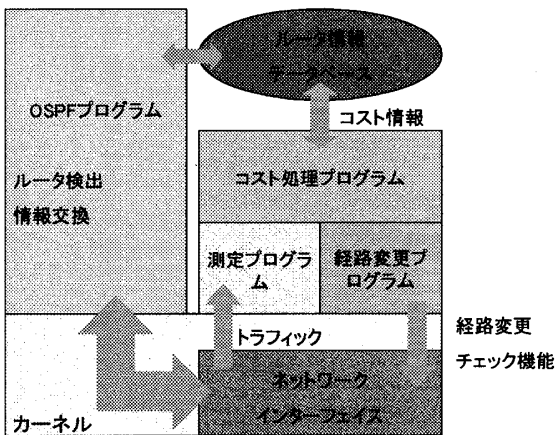 ルータ情報
データベース
OSPFプログラム
コスト情報
ルータ検出
情報交換
コスト処理プログラム
測定プログラ
ム
経路変更プ
ログラム
トラフィック
経路変更
チェック機能
ネットワーク
インターフェイス
カーネル